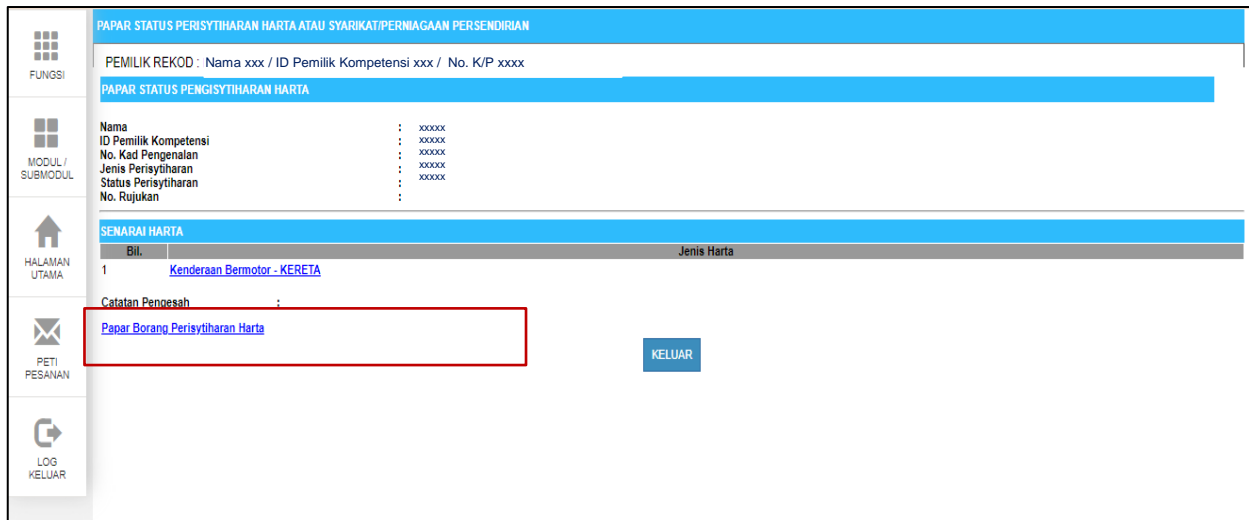 PAPAR STATUS PERISYTIHARAN HARTA ATAU SYARIKAT/PERNIAGAAN PERSENDIRIAN
PEMILIK REKOD : Nama xxx / ID Pemilik Kompetensi xxx / No. K/P xxxx
PAPAR STATUS PENGISYTIHARAN HARTA
Nama : xxxxx
ID Pemilik Kompetensi : xxxxx
No. Kad Pengenalan : xxxxx
Jenis Perisytiharan : xxxxx
Status Perisytiharan : xxxxx
No. Rujukan :
SENARAI HARTA
Bil. Jenis Harta
1 Kenderaan Bermotor - KERETA
Catatan Pengesah :
Papar Borang Perisytiharan Harta
KELUAR
FUNGSI
MODUL /
SUBMODUL
HALAMAN
UTAMA
PETI
PESANAN
LOG
KELUAR